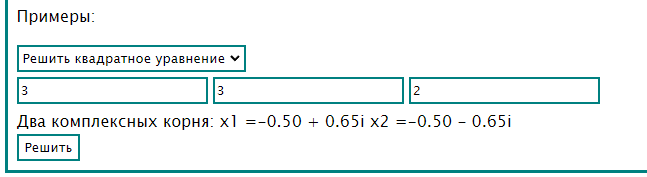 Примеры:
Решить квадратное уравнение
3 3 2
Два комплексных корня: x1 =-0.50 + 0.65i x2 =-0.50 - 0.65i
Решить